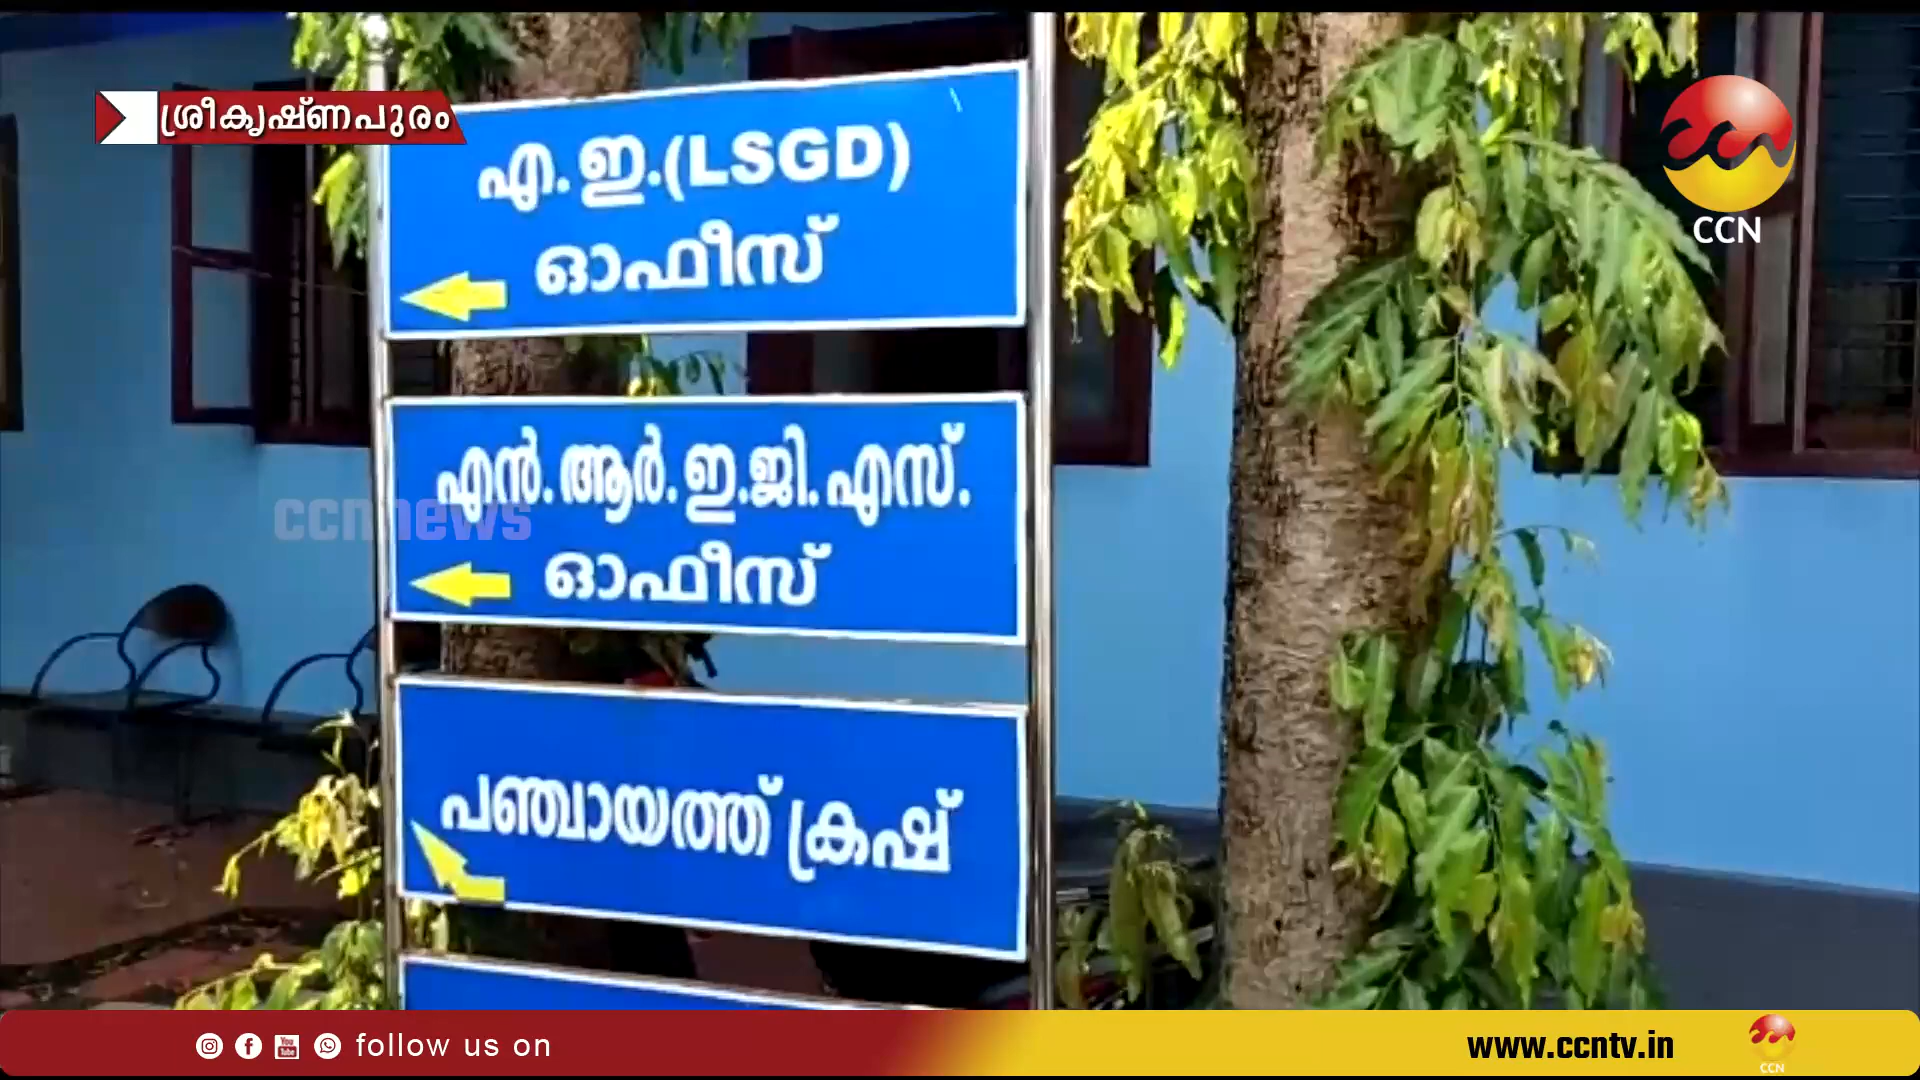 ശ്രീകൃഷ്ണപുരം
എ.ഇ.(LSGD)
ഓഫീസ്
എൻ.ആർ.ഇ.ജി.എസ്.
ഓഫീസ്
പഞ്ചായത്ത് ക്രഷ്
ccnnews
CCN
follow us on
www.ccntv.in
CCN